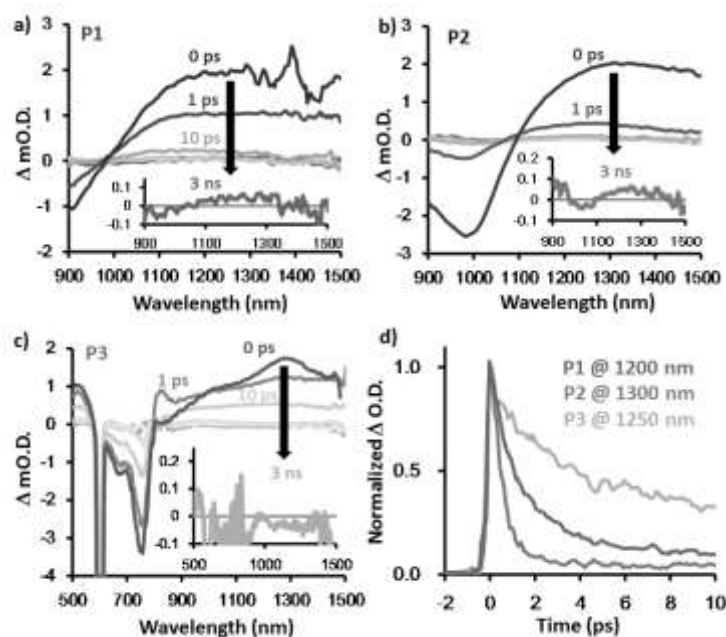 a) P1
Δ mO.D.
3
2
1
0
-1
-2
0 ps
1 ps
10 ps
3 ns
0.1
0
-0.1
900 1100 1300 1500
900 1000 1100 1200 1300 1400 1500
Wavelength (nm)
b) P2
Δ mO.D.
3
2
1
0
-1
-2
-3
0 ps
1 ps
3 ns
0.2
0.1
0
-0.1
900 1100 1300 1500
900 1000 1100 1200 1300 1400 1500
Wavelength (nm)
c) P3
Δ mO.D.
2
1
0
-1
-2
-3
-4
0 ps
1 ps
10 ps
3 ns
0.2
0.1
0
-0.1
500 1000 1500
500 700 900 1100 1300 1500
Wavelength (nm)
d)
Normalized Δ O.D.
1.0
0.5
0.0
P1 @ 1200 nm
P2 @ 1300 nm
P3 @ 1250 nm
-2 0 2 4 6 8 10
Time (ps)